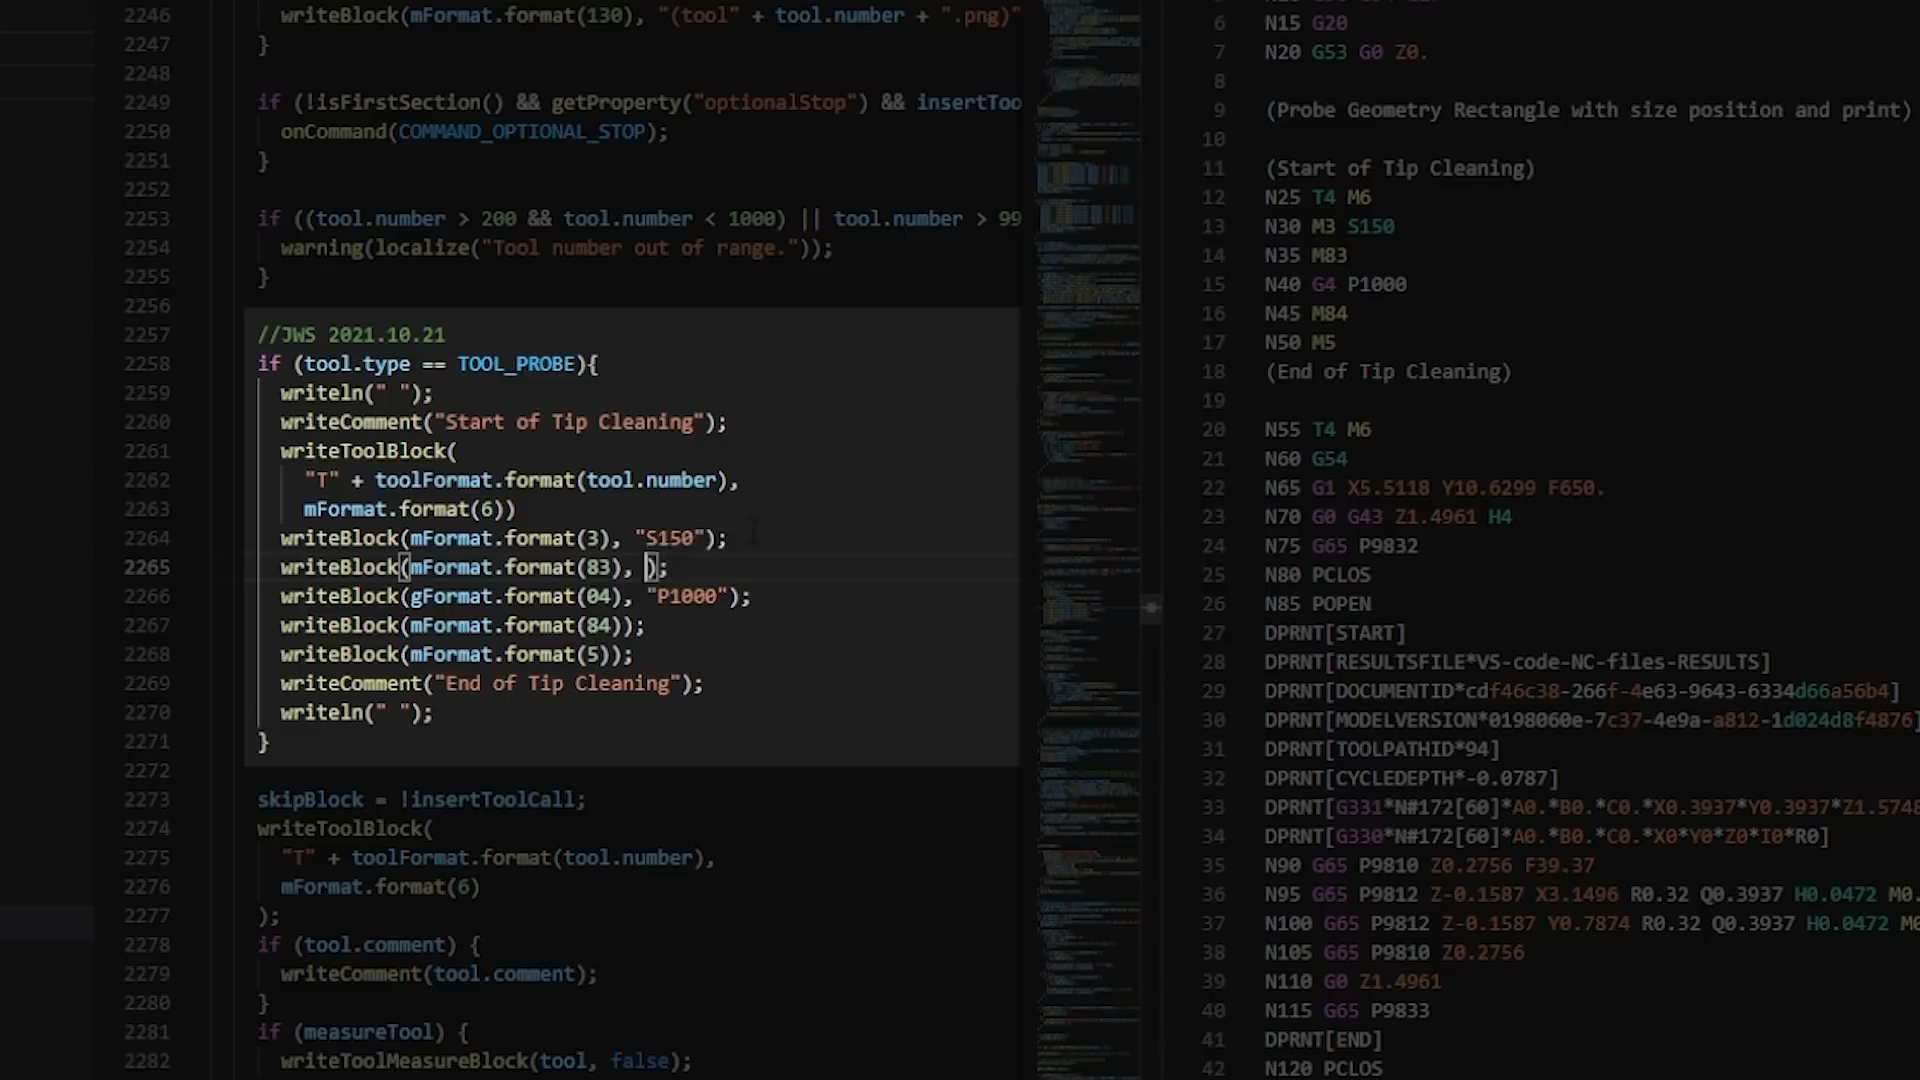 2246 writeBlock(mFormat.format(130), "(tool" + tool.number + ".png)"
2247 }
2248
2249 if (!isFirstSection() && getProperty("optionalStop") && insertToo
2250 onCommand(COMMAND_OPTIONAL_STOP);
2251 }
2252
2253 if ((tool.number > 200 && tool.number < 1000) || tool.number > 99
2254 warning(localize("Tool number out of range."));
2255 }
2256
2257 //JWS 2021.10.21
2258 if (tool.type == TOOL_PROBE){
2259 writeln(" ");
2260 writeComment("Start of Tip Cleaning");
2261 writeToolBlock(
2262 "T" + toolFormat.format(tool.number),
2263 mFormat.format(6))
2264 writeBlock(mFormat.format(3), "S150");
2265 writeBlock(mFormat.format(83), );
2266 writeBlock(gFormat.format(04), "P1000");
2267 writeBlock(mFormat.format(84));
2268 writeBlock(mFormat.format(5));
2269 writeComment("End of Tip Cleaning");
2270 writeln(" ");
2271 }
2272
2273 skipBlock = !insertToolCall;
2274 writeToolBlock(
2275 "T" + toolFormat.format(tool.number),
2276 mFormat.format(6)
2277 );
2278 if (tool.comment) {
2279 writeComment(tool.comment);
2280 }
2281 if (measureTool) {
2282 writeToolMeasureBlock(tool, false);
6 N15 G20
7 N20 G53 G0 Z0.
8
9 (Probe Geometry Rectangle with size position and print)
10
11 (Start of Tip Cleaning)
12 N25 T4 M6
13 N30 M3 S150
14 N35 M83
15 N40 G4 P1000
16 N45 M84
17 N50 M5
18 (End of Tip Cleaning)
19
20 N55 T4 M6
21 N60 G54
22 N65 G1 X5.5118 Y10.6299 F650.
23 N70 G0 G43 Z1.4961 H4
24 N75 G65 P9832
25 N80 PCLOS
26 N85 POPEN
27 DPRNT[START]
28 DPRNT[RESULTSFILE*VS-code-NC-files-RESULTS]
29 DPRNT[DOCUMENTID*cdf46c38-266f-4e63-9643-6334d66a56b4]
30 DPRNT[MODELVERSION*0198060e-7c37-4e9a-a812-1d024d8f4876]
31 DPRNT[TOOLPATHID*94]
32 DPRNT[CYCLEDEPTH*-0.0787]
33 DPRNT[G331*N#172[60]*A0.*B0.*C0.*X0.3937*Y0.3937*Z1.5748
34 DPRNT[G330*N#172[60]*A0.*B0.*C0.*X0*Y0*Z0*I0*R0]
35 N90 G65 P9810 Z0.2756 F39.37
36 N95 G65 P9812 Z-0.1587 X3.1496 R0.32 Q0.3937 H0.0472 M0.
37 N100 G65 P9812 Z-0.1587 Y0.7874 R0.32 Q0.3937 H0.0472 M0
38 N105 G65 P9810 Z0.2756
39 N110 G0 Z1.4961
40 N115 G65 P9833
41 DPRNT[END]
42 N120 PCLOS